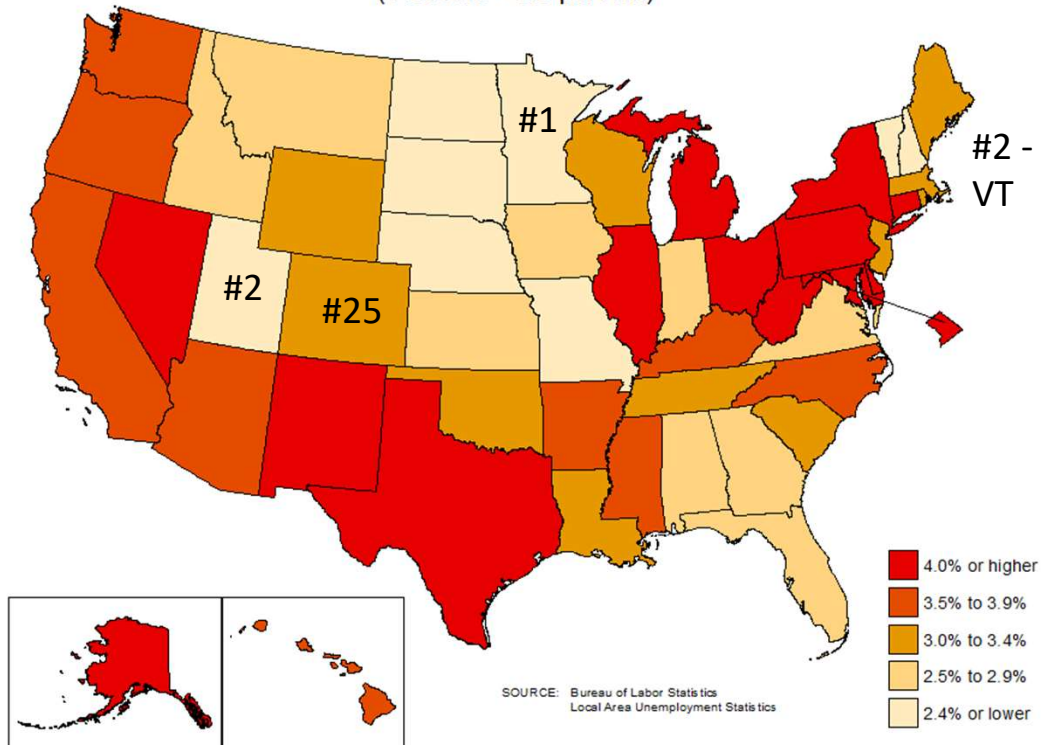 #1
#2 -
VT
#2
#25
4.0% or higher
3.5% to 3.9%
3.0% to 3.4%
2.5% to 2.9%
2.4% or lower
SOURCE: Bureau of Labor Statistics
Local Area Unemployment Statistics